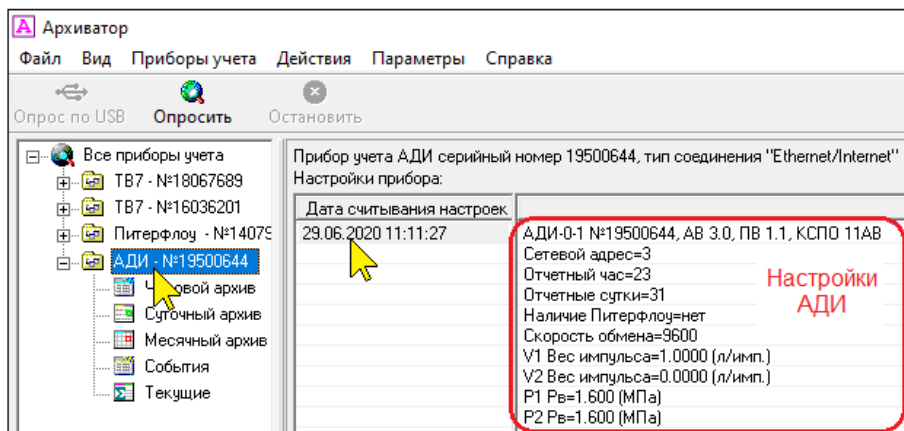 A Архиватор
Файл Вид Приборы учета Действия Параметры Справка
Опрос по USB Опросить Остановить
Все приборы учета
ТВ7 - №18067689
ТВ7 - №16036201
Питерфлоу - №14079
АДИ - №19500644
Часовой архив
Суточный архив
Месячный архив
События
Текущие
Прибор учета АДИ серийный номер 19500644, тип соединения "Ethernet/Internet"
Настройки прибора:
Дата считывания настроек
29.06.2020 11:11:27
АДИ-0-1 №19500644, АВ 3.0, ПВ 1.1, КСПО 11AB
Сетевой адрес=3
Отчетный час=23
Отчетные сутки=31
Наличие Питерфлоу=нет
Скорость обмена=9600
V1 Вес импульса=1.0000 (л/имп.)
V2 Вес импульса=0.0000 (л/имп.)
P1 Рв=1.600 (МПа)
P2 Рв=1.600 (МПа)
Настройки
АДИ